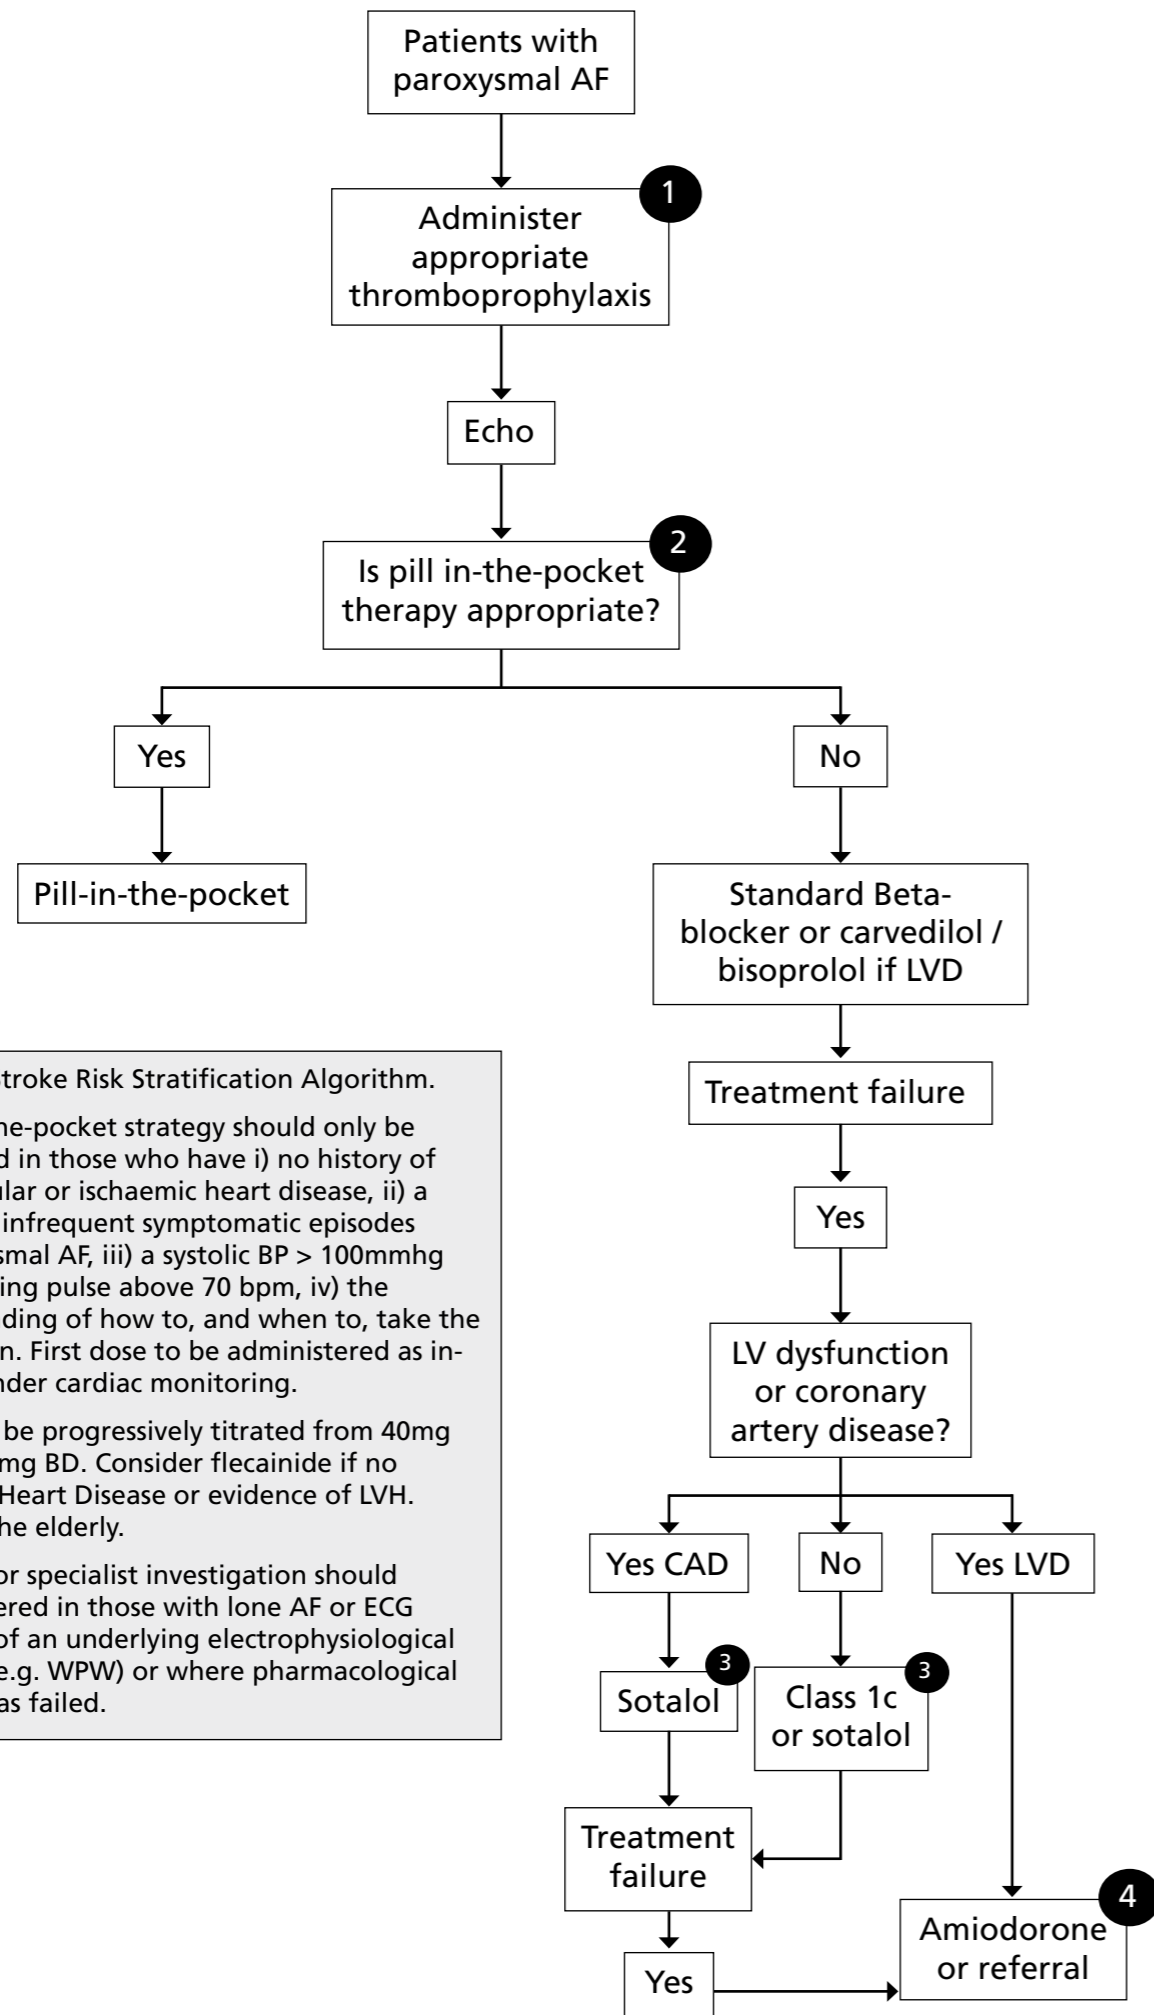 Patients with
paroxysmal AF
1
Administer
appropriate
thromboprophylaxis
Echo
2
Is pill in-the-pocket
therapy appropriate?
Yes
No
Pill-in-the-pocket
Standard Beta-
blocker or carvedilol /
bisoprolol if LVD
Treatment failure
Yes
LV dysfunction
or coronary
artery disease?
Yes CAD
No
Yes LVD
3
Sotalol
3
Class 1c
or sotalol
Treatment
failure
4
Amiodorone
or referral
Yes
Stroke Risk Stratification Algorithm.
he-pocket strategy should only be
d in those who have i) no history of
ular or ischaemic heart disease, ii) a
infrequent symptomatic episodes
smal AF, iii) a systolic BP > 100mmhg
ing pulse above 70 bpm, iv) the
ding of how to, and when to, take the
n. First dose to be administered as in-
nder cardiac monitoring.
be progressively titrated from 40mg
mg BD. Consider flecainide if no
Heart Disease or evidence of LVH.
he elderly.
or specialist investigation should
ered in those with lone AF or ECG
of an underlying electrophysiological
e.g. WPW) or where pharmacological
as failed.